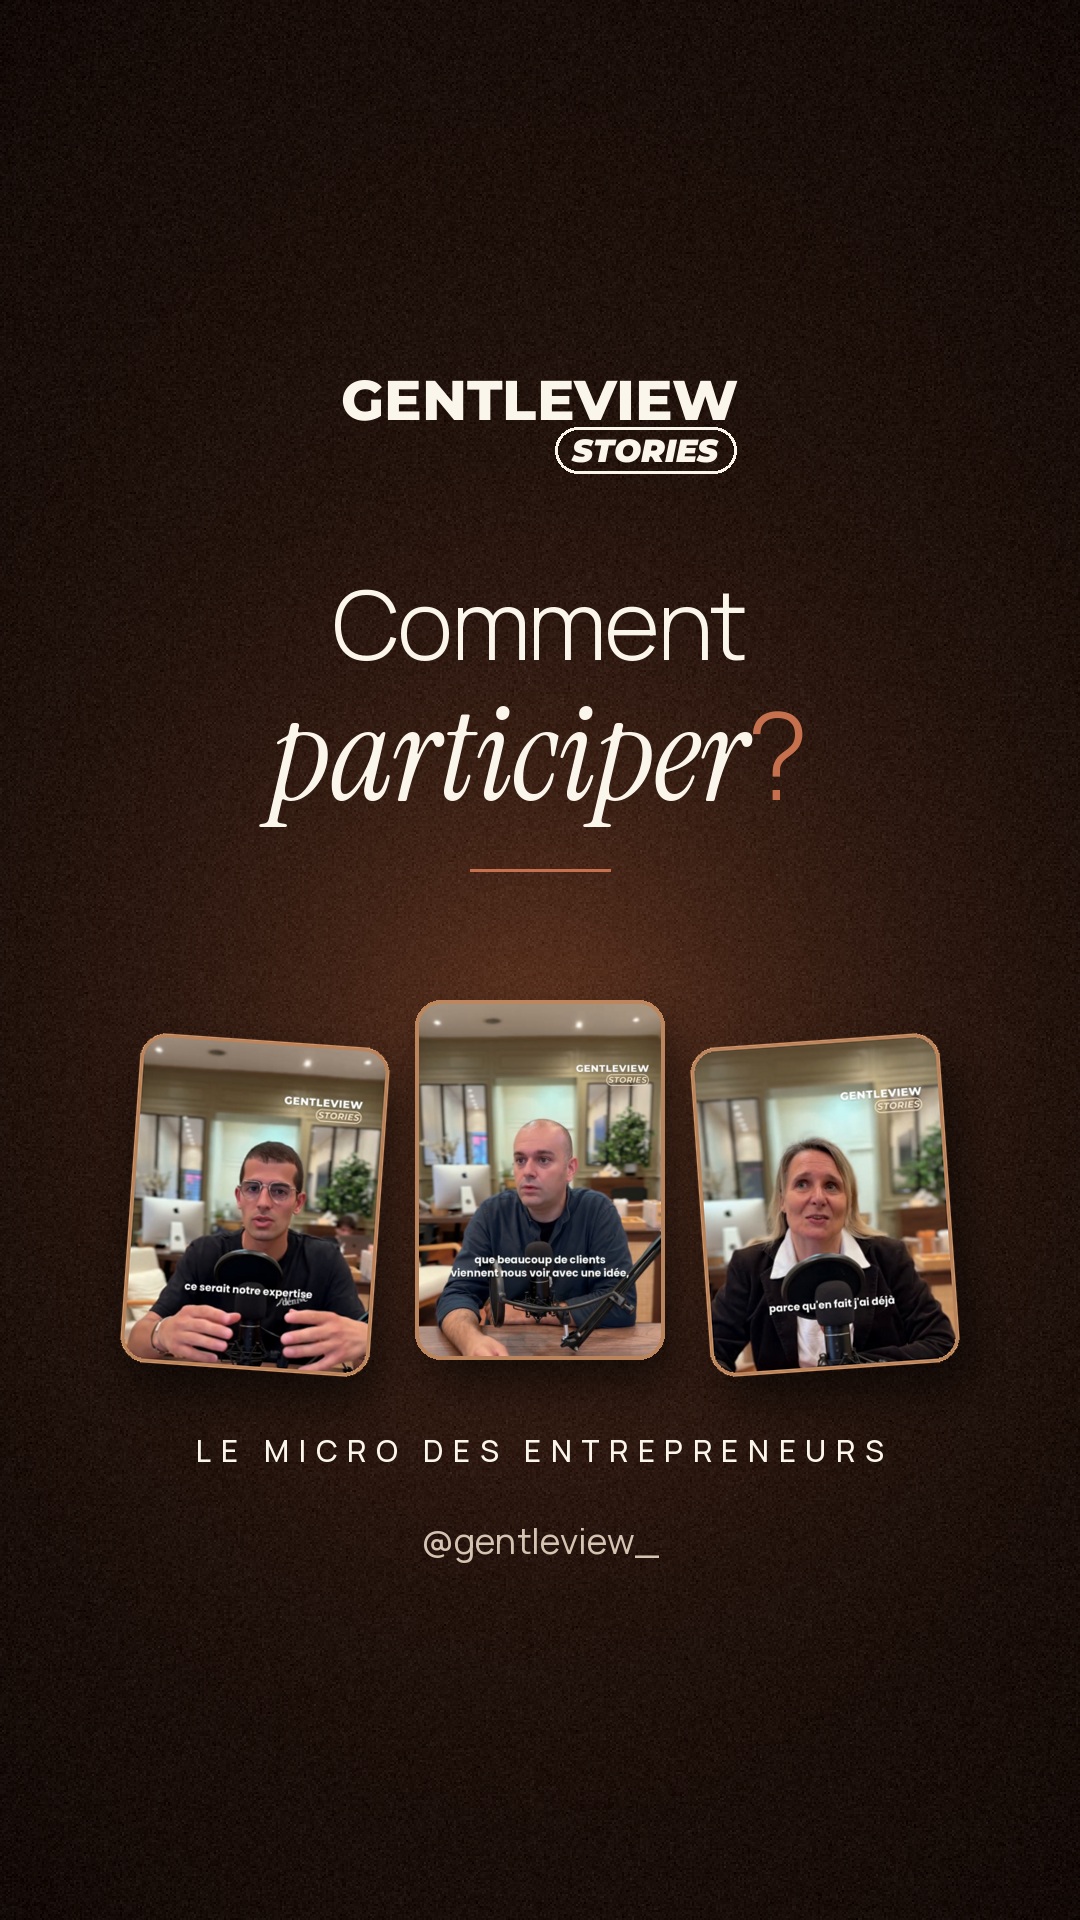 GENTLEVIEW
STORIES
Comment
participer?
GENTLEVIEW
STORIES
ce serait notre expertise
GENTLEVIEW
STORIES
que beaucoup de clients
viennent nous voir avec une idée,
GENTLEVIEW
STORIES
parce qu'en fait j'ai déjà
LE MICRO DES ENTREPRENEURS
@gentleview_